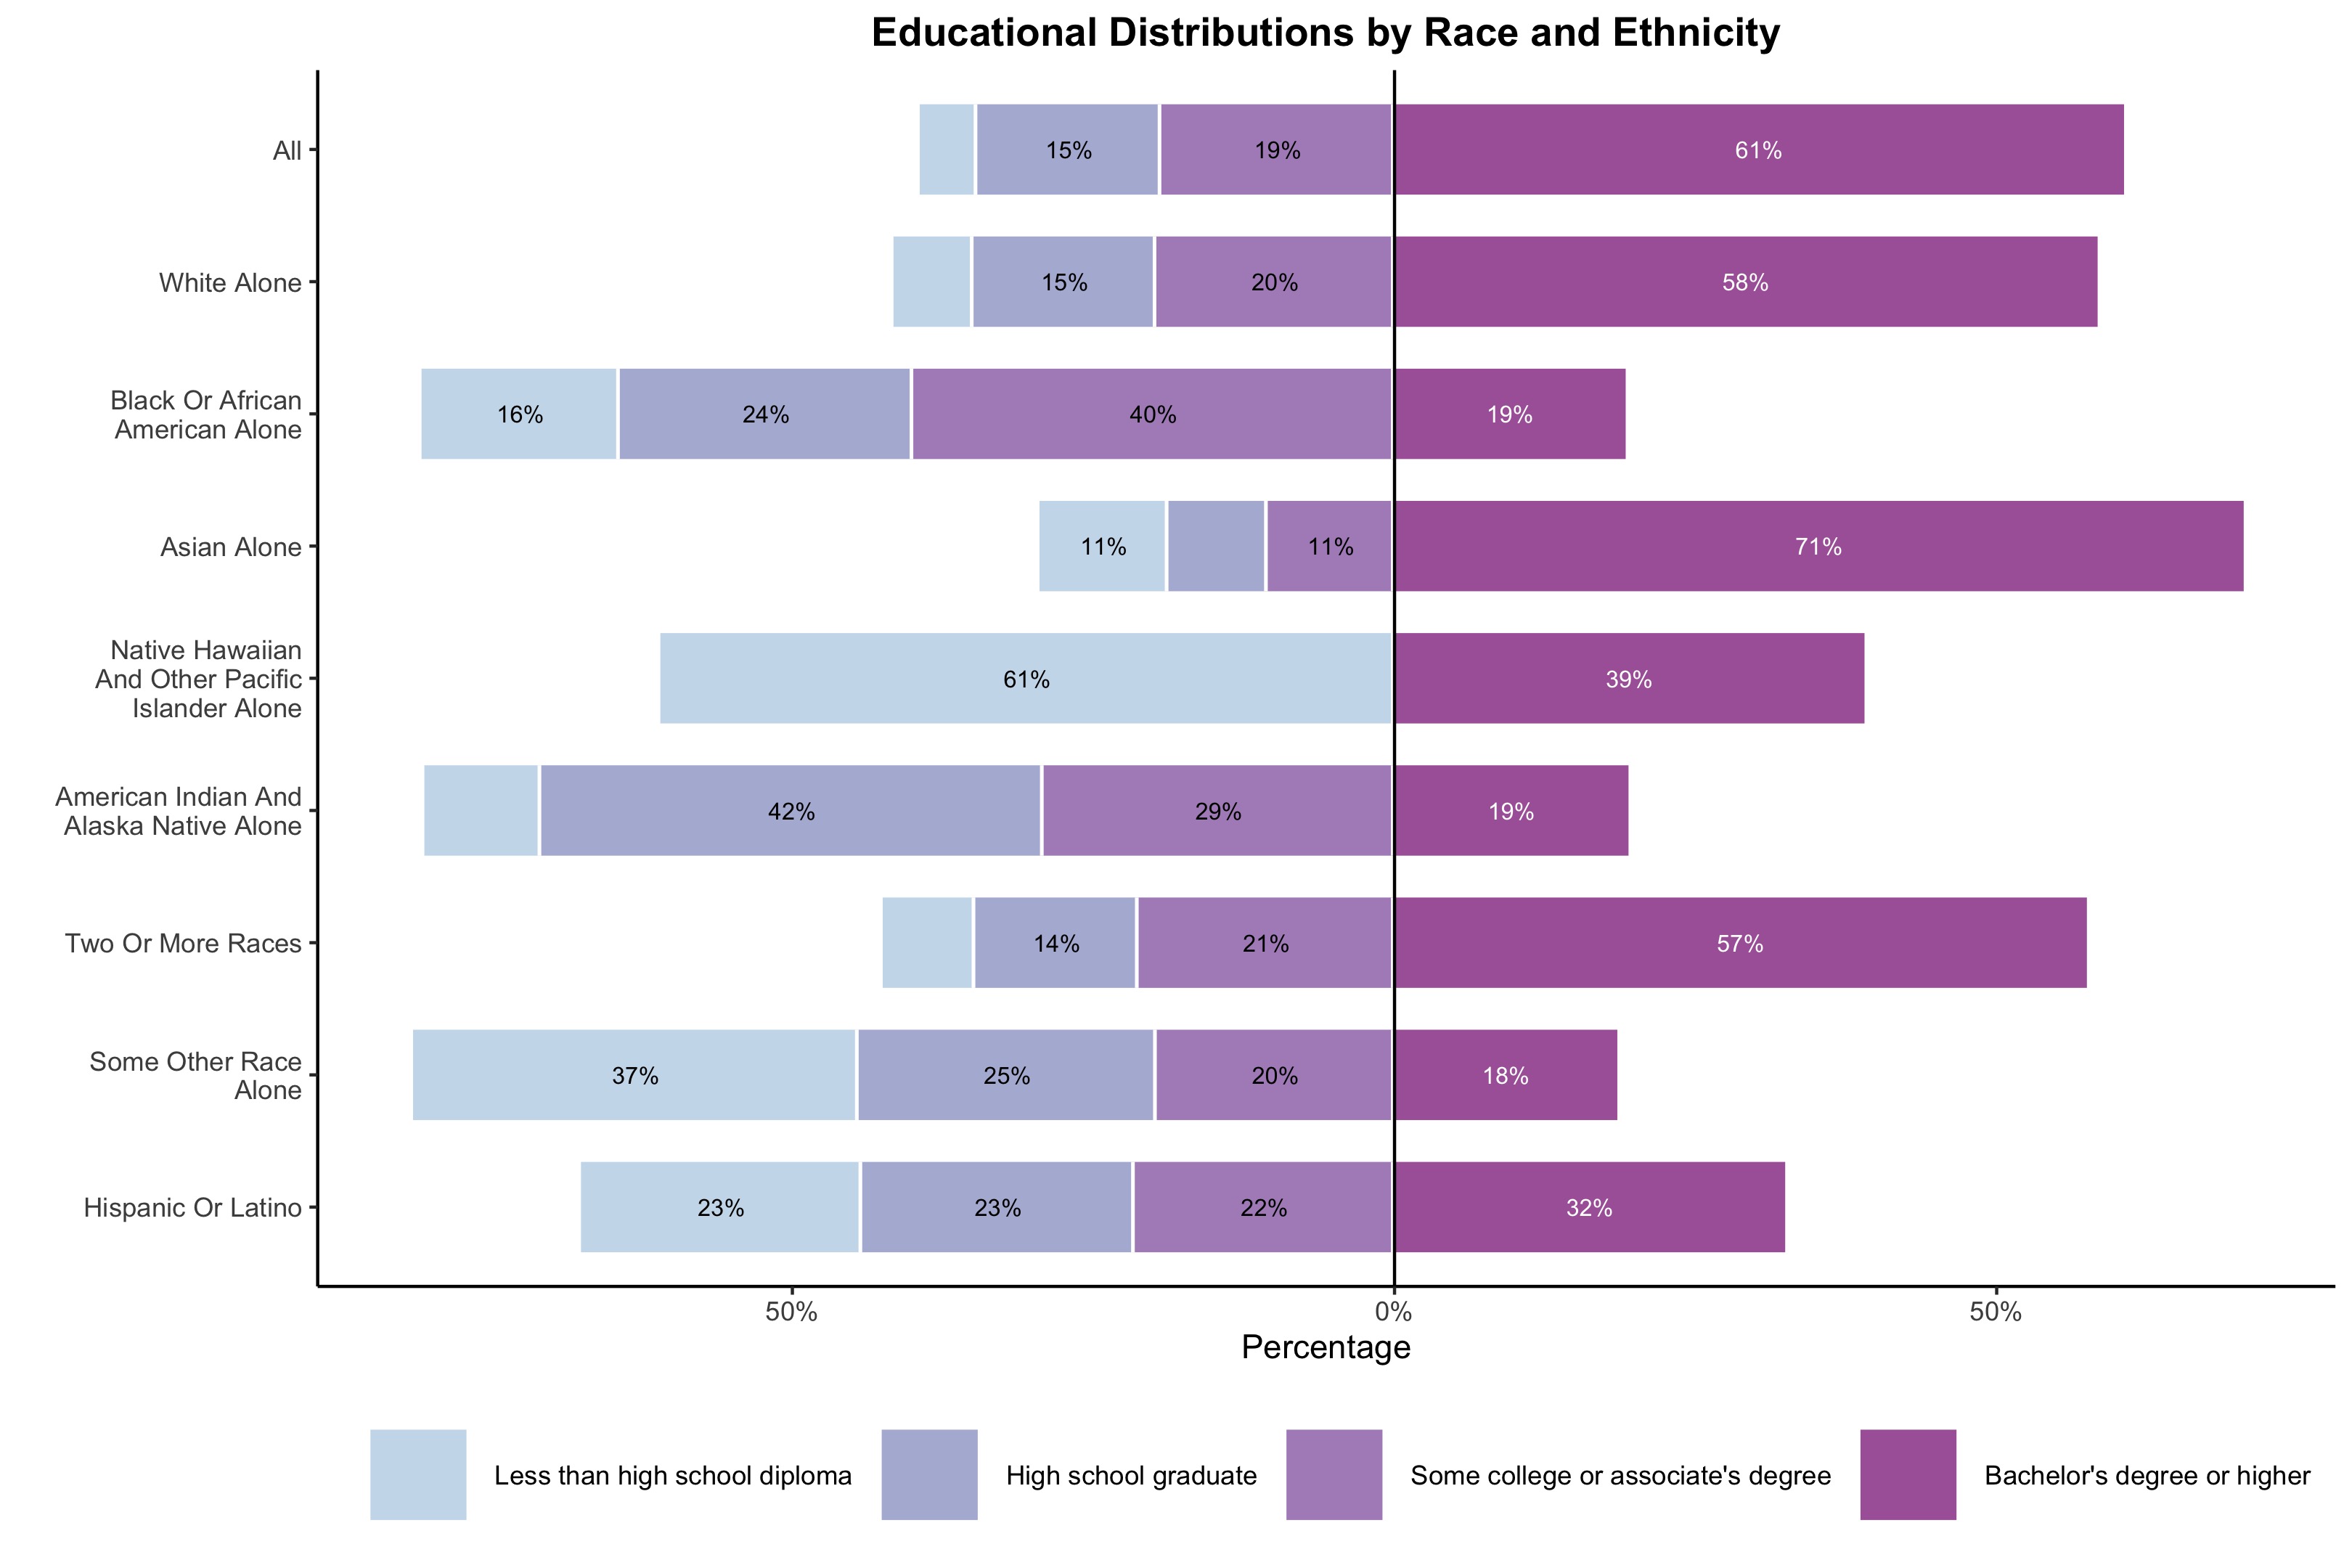 Educational Distributions by Race and Ethnicity
All
15%
19%
61%
White Alone
15%
20%
58%
Black Or African
American Alone
16%
24%
40%
19%
Asian Alone
11%
11%
71%
Native Hawaiian
And Other Pacific
Islander Alone
61%
39%
American Indian And
Alaska Native Alone
42%
29%
19%
Two Or More Races
14%
21%
57%
Some Other Race
Alone
37%
25%
20%
18%
Hispanic Or Latino
23%
23%
22%
32%
50%
0%
50%
Percentage
Less than high school diploma
High school graduate
Some college or associate's degree
Bachelor's degree or higher